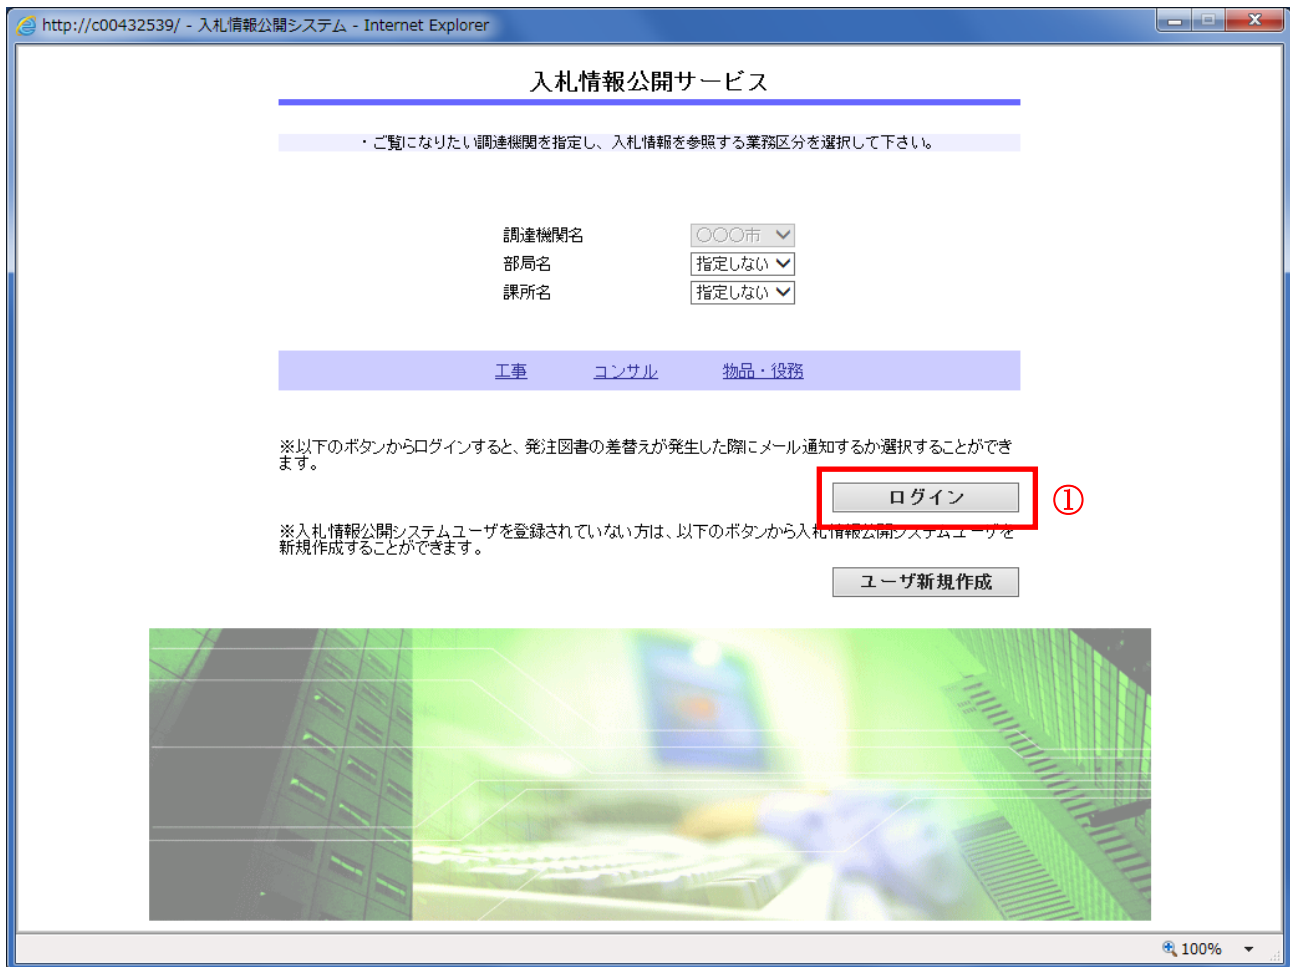 http://c00432539/ - 入札情報公開システム - Internet Explorer
入札情報公開サービス
・ご覧になりたい調達機関を指定し、入札情報を参照する業務区分を選択して下さい。
調達機関名 〇〇〇市
部局名 指定しない
課所名 指定しない
工事 コンサル 物品・役務
※以下のボタンからログインすると、発注図書の差替えが発生した際にメール通知するか選択することができ
ます。
ログイン ①
※入札情報公開システムユーザを登録されていない方は、以下のボタンから入札情報公開システムユーザを
新規作成することができます。
ユーザ新規作成
100%